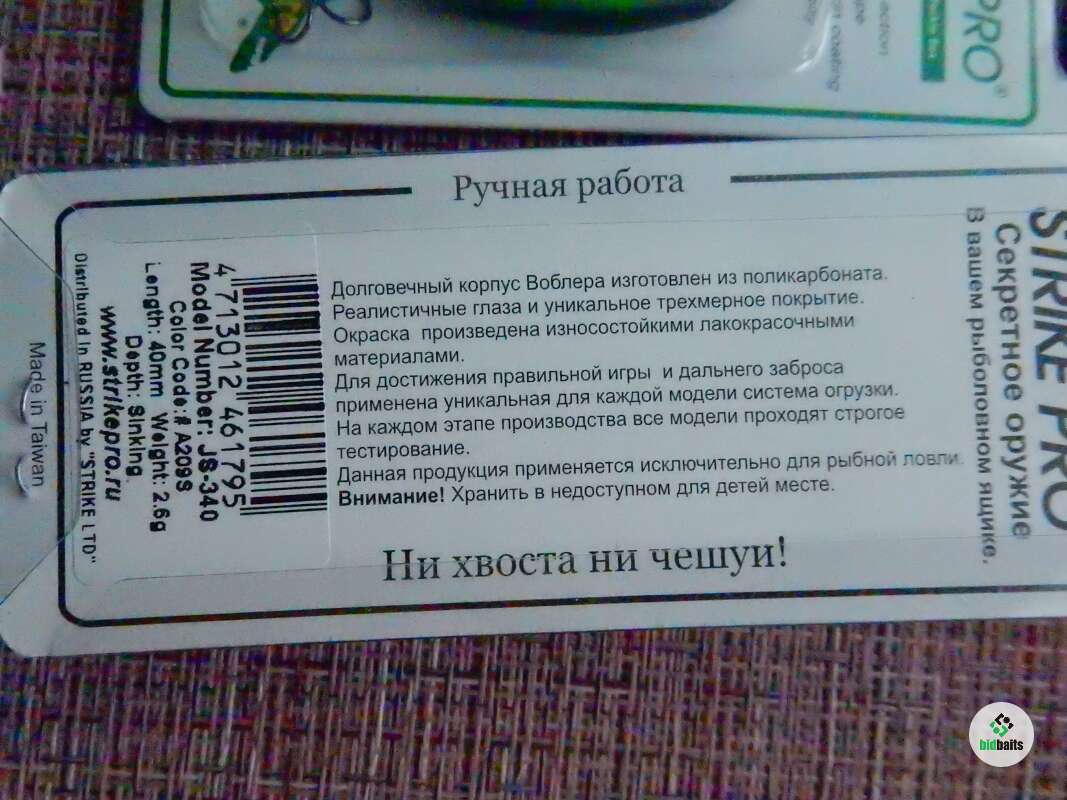 PRO®
action
coating
Ручная работа
STRIKE PRO
Секретное оружие
В вашем рыболовном ящике.
Долговечный корпус Воблера изготовлен из поликарбоната.
Реалистичные глаза и уникальное трехмерное покрытие.
Окраска произведена износостойкими лакокрасочными
материалами.
Для достижения правильной игры и дальнего заброса
применена уникальная для каждой модели система огрузки.
На каждом этапе производства все модели проходят строгое
тестирование.
Данная продукция применяется исключительно для рыбной ловли.
Внимание! Хранить в недоступном для детей месте.
Ни хвоста ни чешуи!
4 713012 461795
Model Number: JS-340
Color Code:# A209S
Length: 40mm Weight: 2.6g
Depth: Sinking
www.strikepro.ru
Distributed in RUSSIA by "STRIKE LTD"
Made in Taiwan
bidbaits